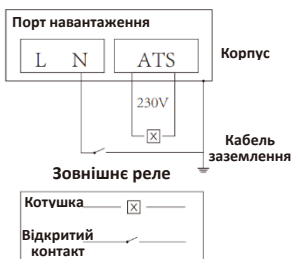 Порт навантаження
L N ATS
Корпус
230V
X
Кабель
заземлення
Зовнішнє реле
Котушка X
Відкритий
контакт